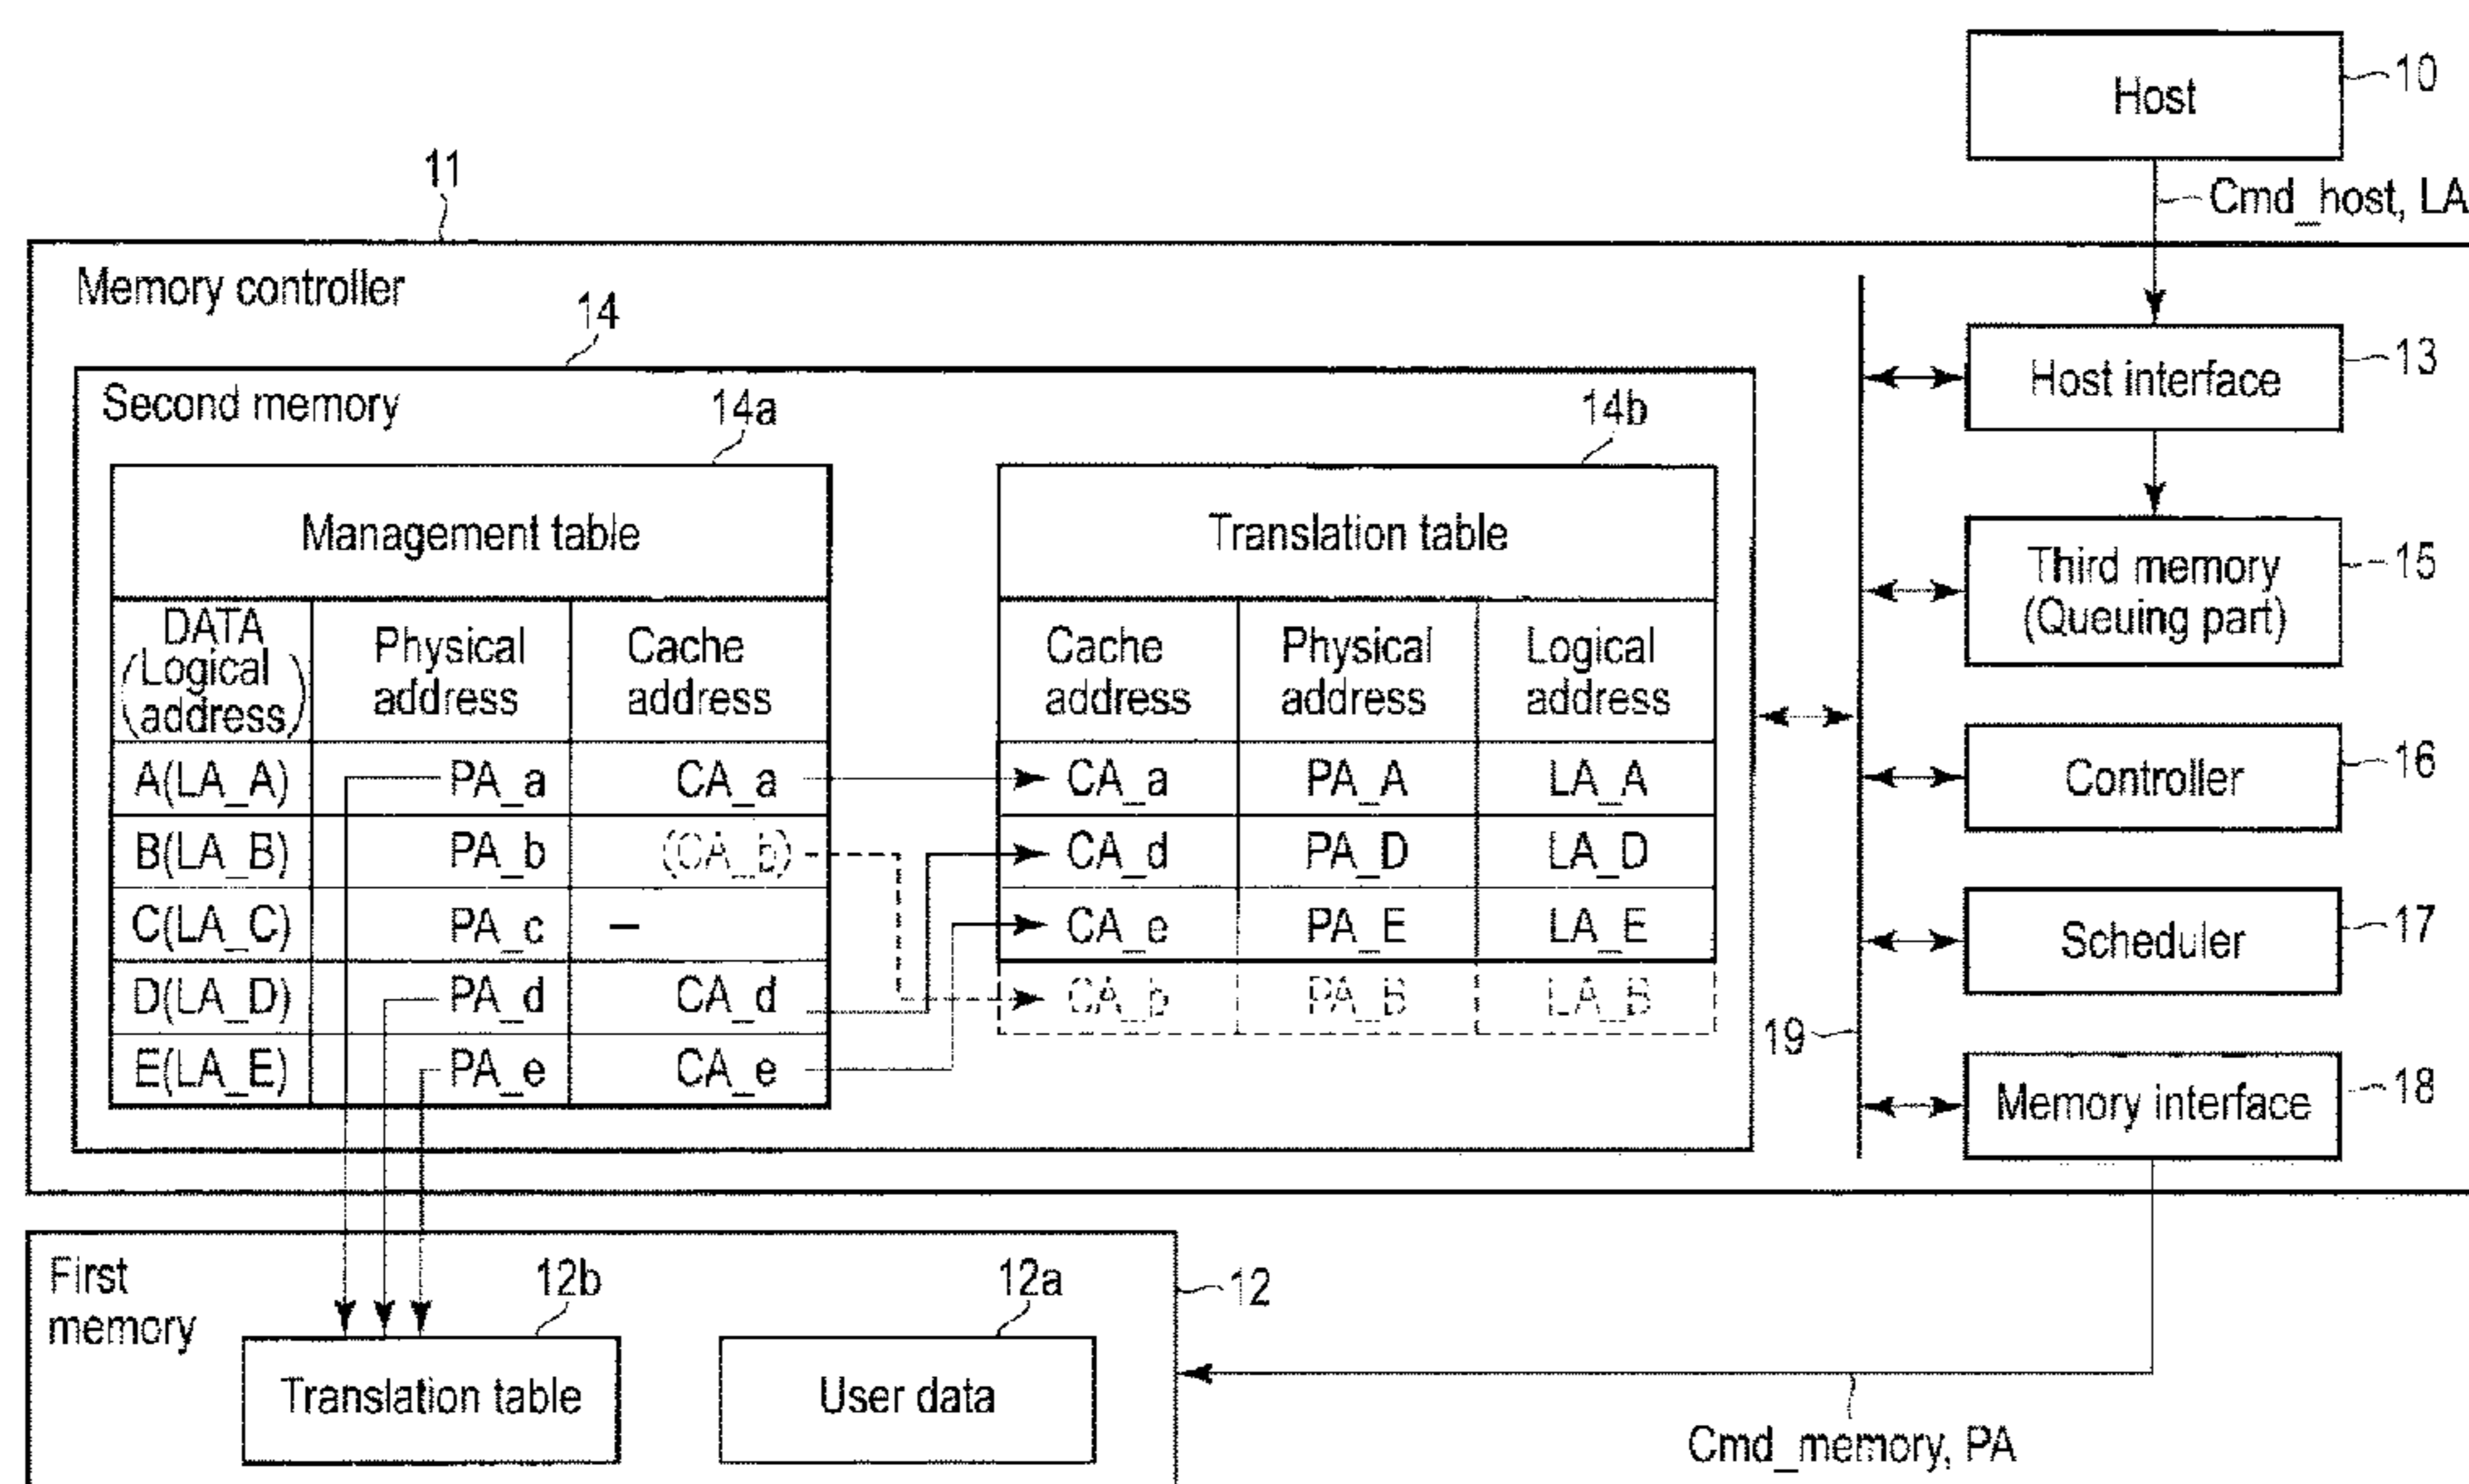 Host
10
Cmd_host, LA
11
Memory controller
14
Second memory
14a
14b
Host interface
13
Management table
Translation table
Third memory
(Queuing part)
15
DATA
(Logical
address)
Physical
address
Cache
address
Cache
address
Physical
address
Logical
address
A(LA_A) PA_a CA_a CA_a PA_A LA_A
Controller
16
B(LA_B) PA_b (CA_b) CA_d PA_D LA_D
C(LA_C) PA_c – CA_e PA_E LA_E
Scheduler
17
D(LA_D) PA_d CA_d CA_b PA_B LA_B
19
E(LA_E) PA_e CA_e
Memory interface
18
First
memory
12b
12a
12
Translation table
User data
Cmd_memory, PA